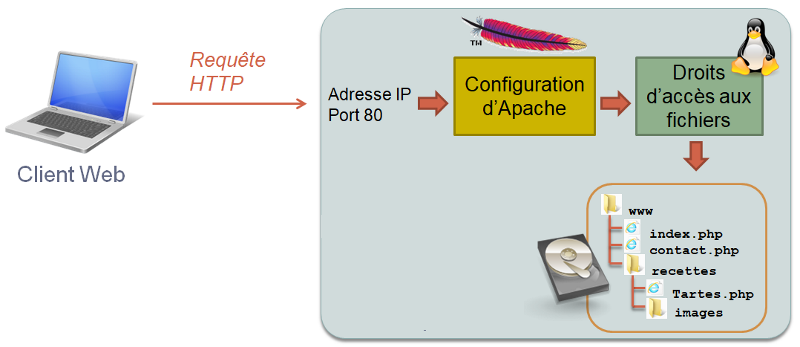 Requête
HTTP
Client Web
Adresse IP
Port 80
TM
Configuration
d'Apache
Droits
d'accès aux
fichiers
www
index.php
contact.php
recettes
Tartes.php
images